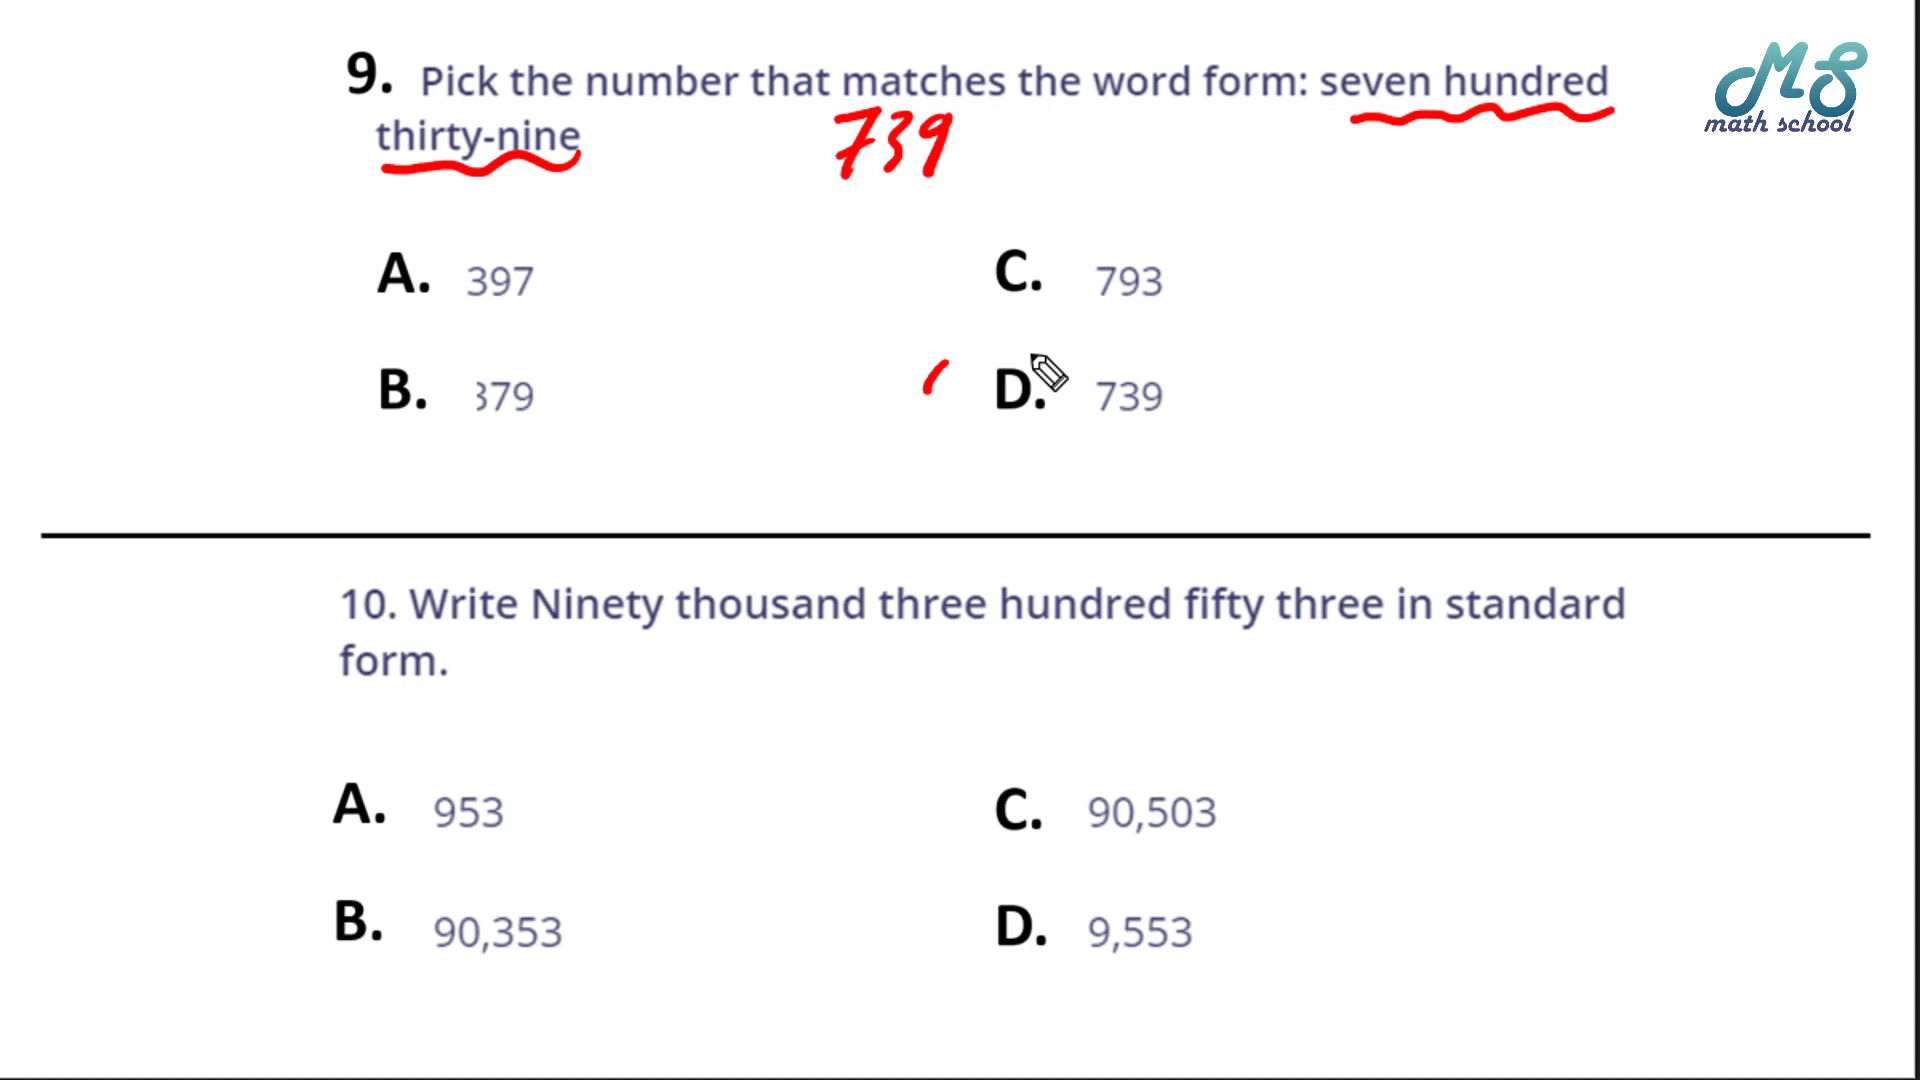 9. Pick the number that matches the word form: seven hundred
thirty-nine
739
MS
math school
A. 397
C. 793
B. 379
D. 739
10. Write Ninety thousand three hundred fifty three in standard
form.
A. 953
C. 90,503
B. 90,353
D. 9,553